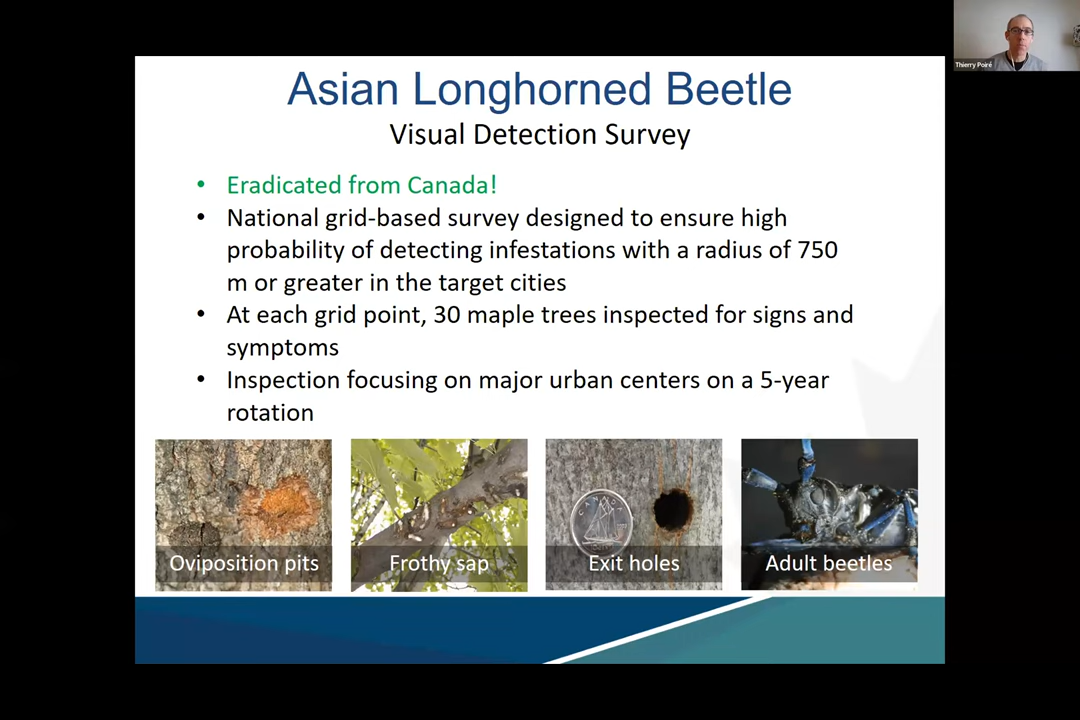 Thierry Poiré
Asian Longhorned Beetle
Visual Detection Survey
• Eradicated from Canada!
• National grid-based survey designed to ensure high
probability of detecting infestations with a radius of 750
m or greater in the target cities
• At each grid point, 30 maple trees inspected for signs and
symptoms
• Inspection focusing on major urban centers on a 5-year
rotation
Oviposition pits
Frothy sap
Exit holes
Adult beetles